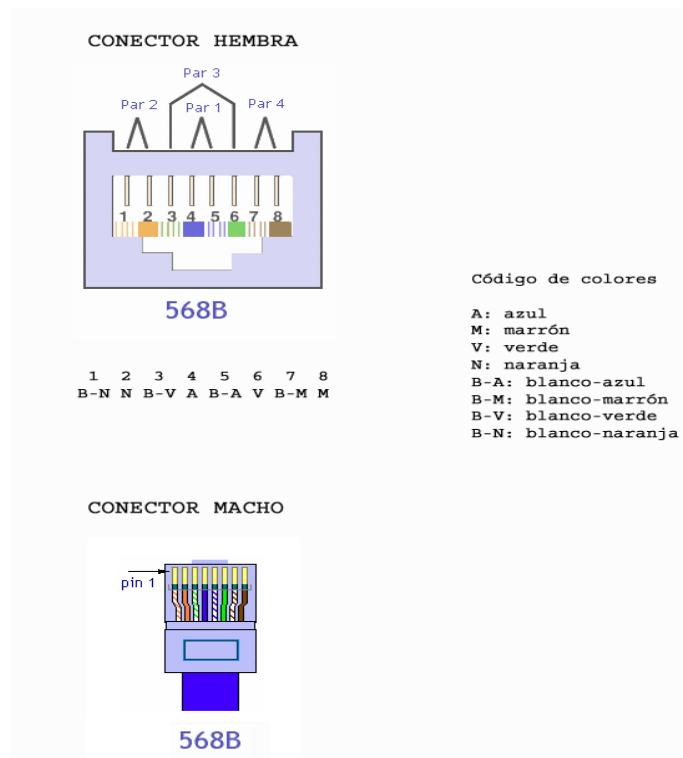 CONECTOR HEMBRA
Par 3
Par 2 Par 1 Par 4
1 2 3 4 5 6 7 8
568B
1 2 3 4 5 6 7 8
B-N N B-V A B-A V B-M M
Código de colores
A: azul
M: marrón
V: verde
N: naranja
B-A: blanco-azul
B-M: blanco-marrón
B-V: blanco-verde
B-N: blanco-naranja
CONECTOR MACHO
pin 1
568B